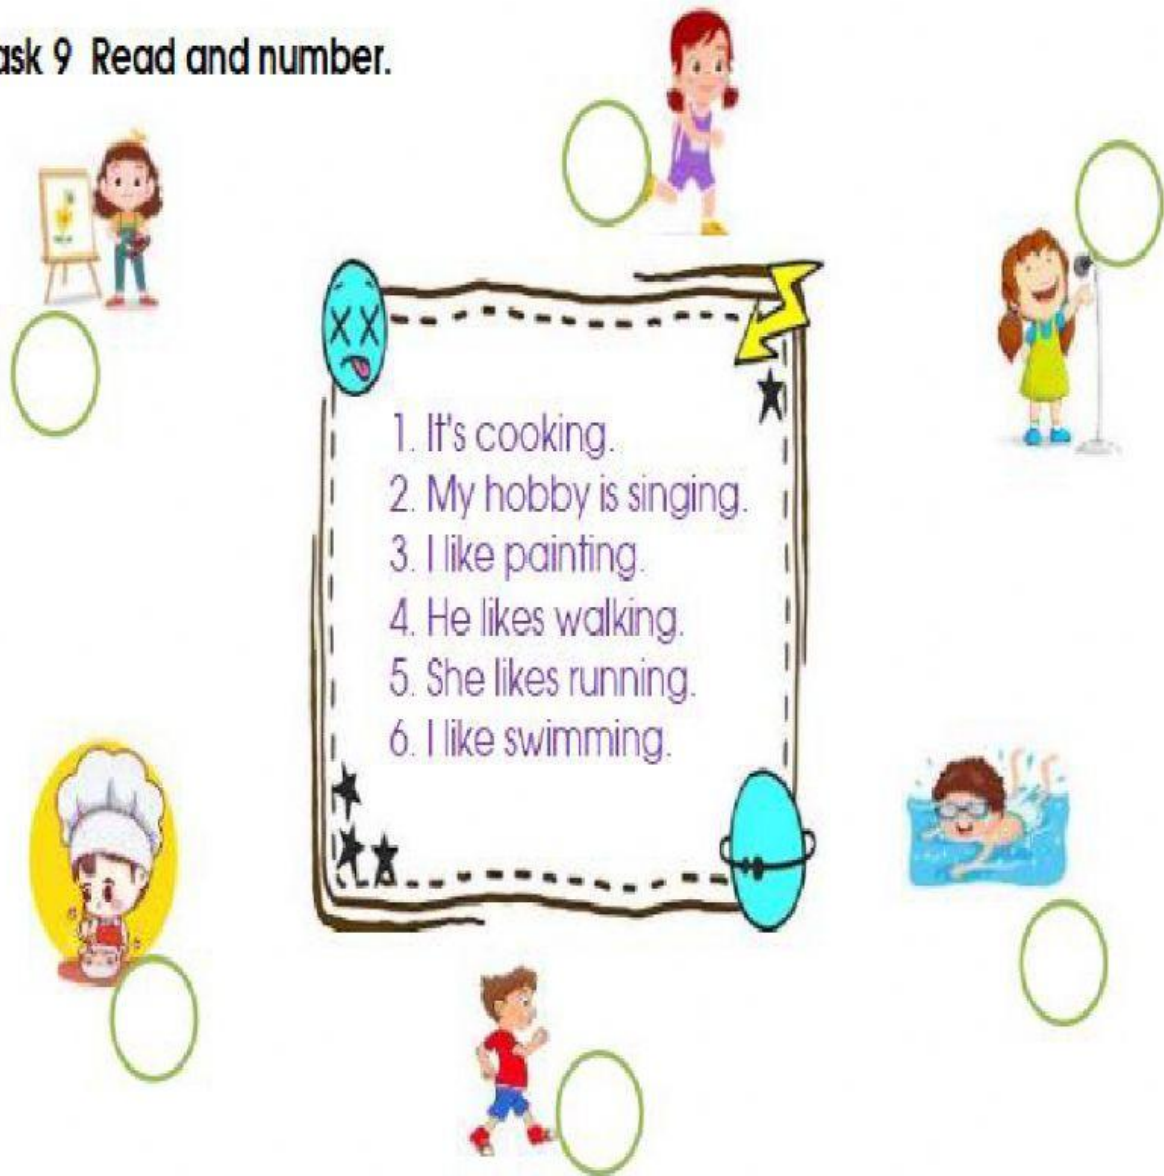 ask 9 Read and number.
1. It's cooking.
2. My hobby is singing.
3. I like painting.
4. He likes walking.
5. She likes running.
6. I like swimming.